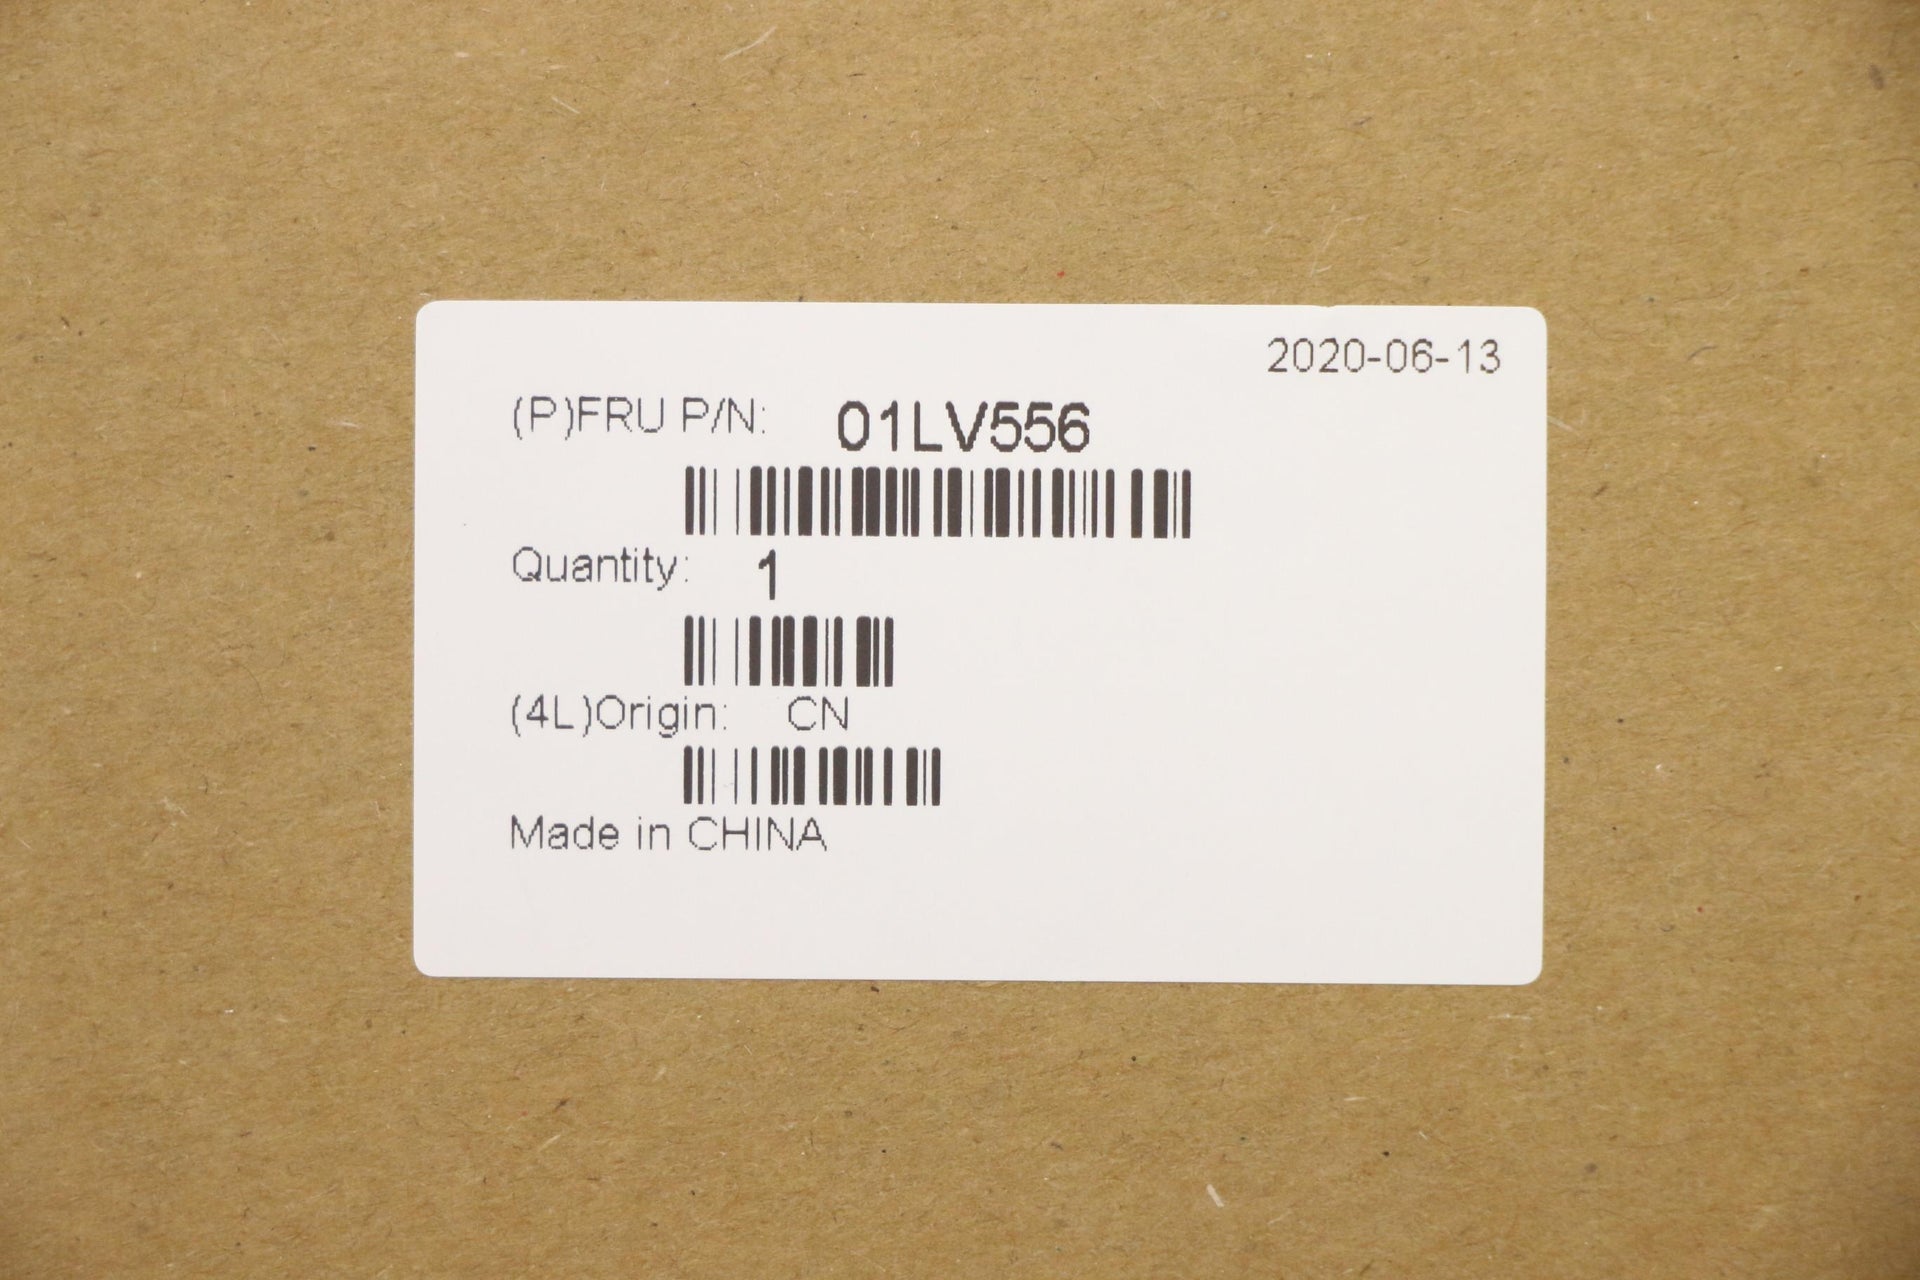 2020-06-13
(P)FRU P/N: 01LV556
Quantity: 1
(4L)Origin: CN
Made in CHINA